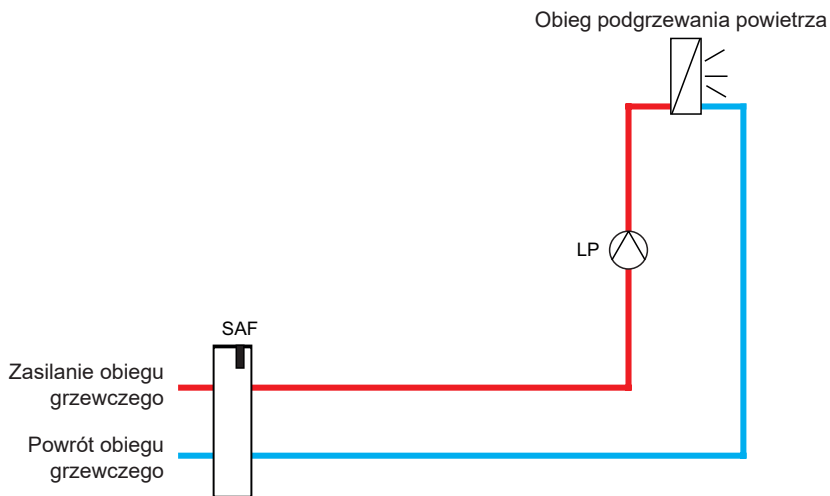 Obieg podgrzewania powietrza
LP
SAF
Zasilanie obiegu
grzewczego
Powrót obiegu
grzewczego